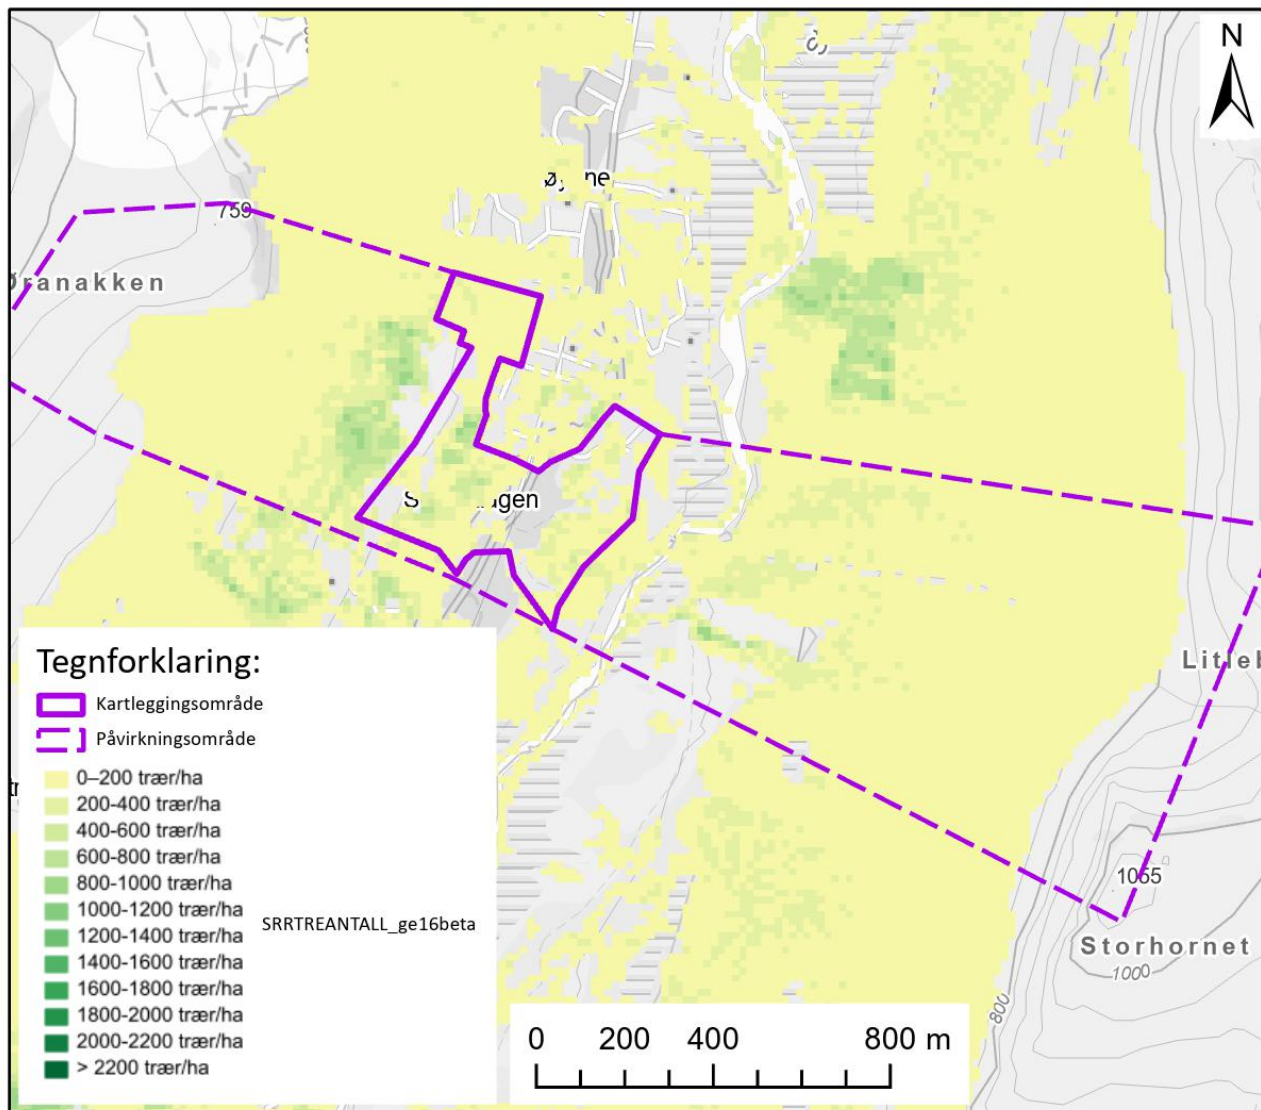 N
759
øranakken
Tegnforklaring:
Kartleggingsområde
Påvirkningsområde
0–200 trær/ha
200-400 trær/ha
400-600 trær/ha
600-800 trær/ha
800-1000 trær/ha
1000-1200 trær/ha
1200-1400 trær/ha
1400-1600 trær/ha
1600-1800 trær/ha
1800-2000 trær/ha
2000-2200 trær/ha
> 2200 trær/ha
SRRTREANTALL_ge16beta
Litleb
1065
Storhornet
1000
800
0 200 400 800 m